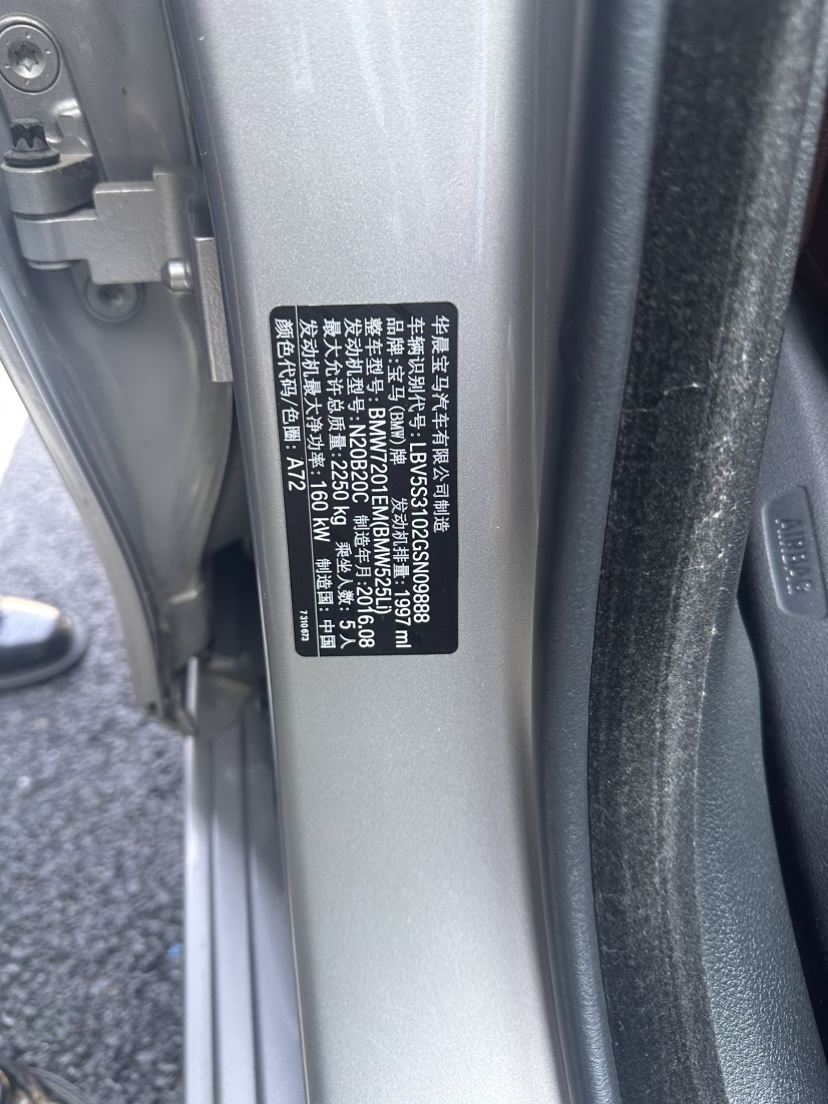 华晨宝马汽车有限公司制造
车辆识别代号：LBV5S3102GSN09888
品牌：宝马(BMW)牌 发动机排量：1997 ml
整车型号：BMW7201EM(BMW525Li)
发动机型号：N20B20C 制造年月：2016.08
最大允许总质量：2250 kg 乘坐人数：5人
发动机最大净功率：160 kW 制造国：中国
颜色代码/色圈：A72
7 310 673
AIRBAG